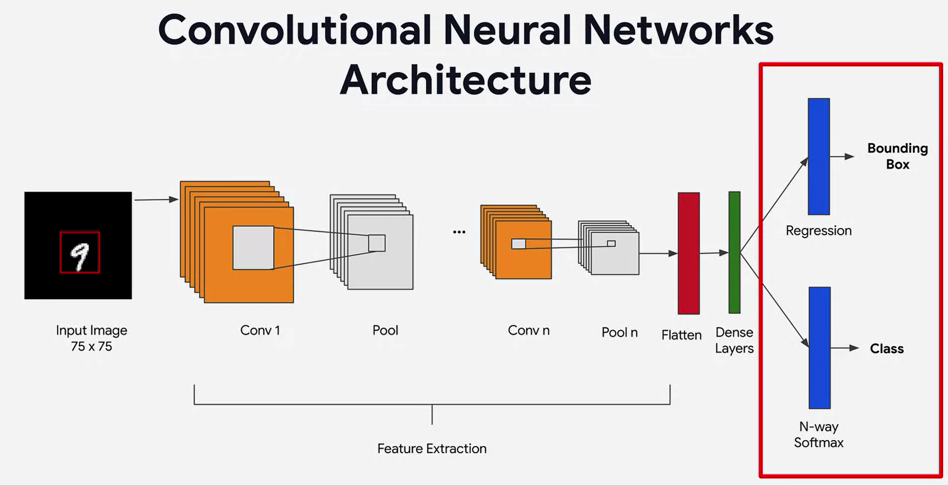 Convolutional Neural Networks
Architecture
9
Input Image
75 x 75
Conv 1
Pool
...
Conv n
Pool n
Flatten
Dense
Layers
Regression
Bounding
Box
N-way
Softmax
Class
Feature Extraction